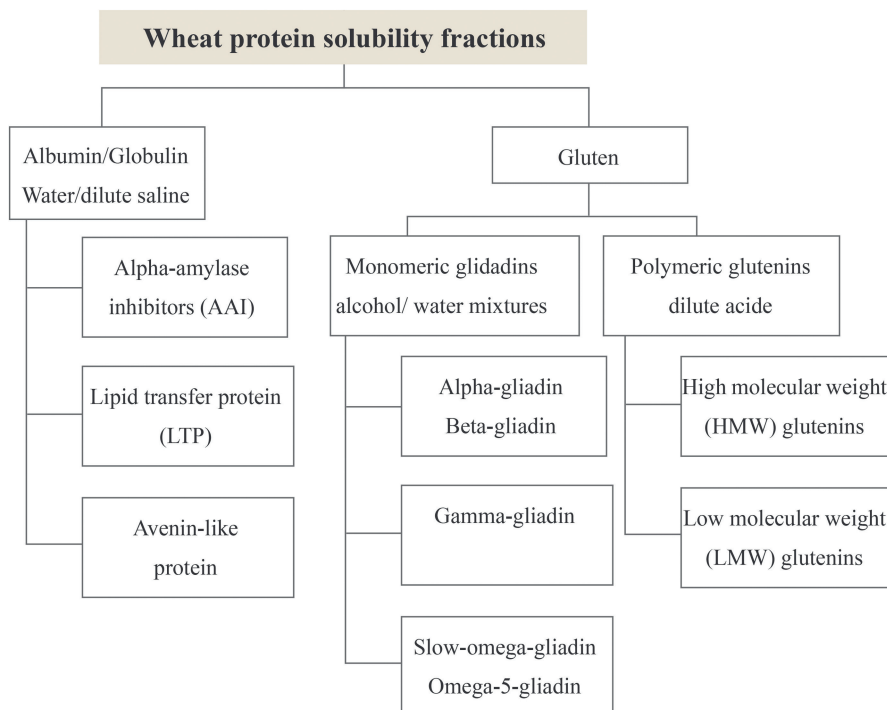 Wheat protein solubility fractions
Albumin/Globulin
Water/dilute saline
Alpha-amylase
inhibitors (AAI)
Lipid transfer protein
(LTP)
Avenin-like
protein
Gluten
Monomeric glidadins
alcohol/ water mixtures
Alpha-gliadin
Beta-gliadin
Gamma-gliadin
Slow-omega-gliadin
Omega-5-gliadin
Polymeric glutenins
dilute acide
High molecular weight
(HMW) glutenins
Low molecular weight
(LMW) glutenins